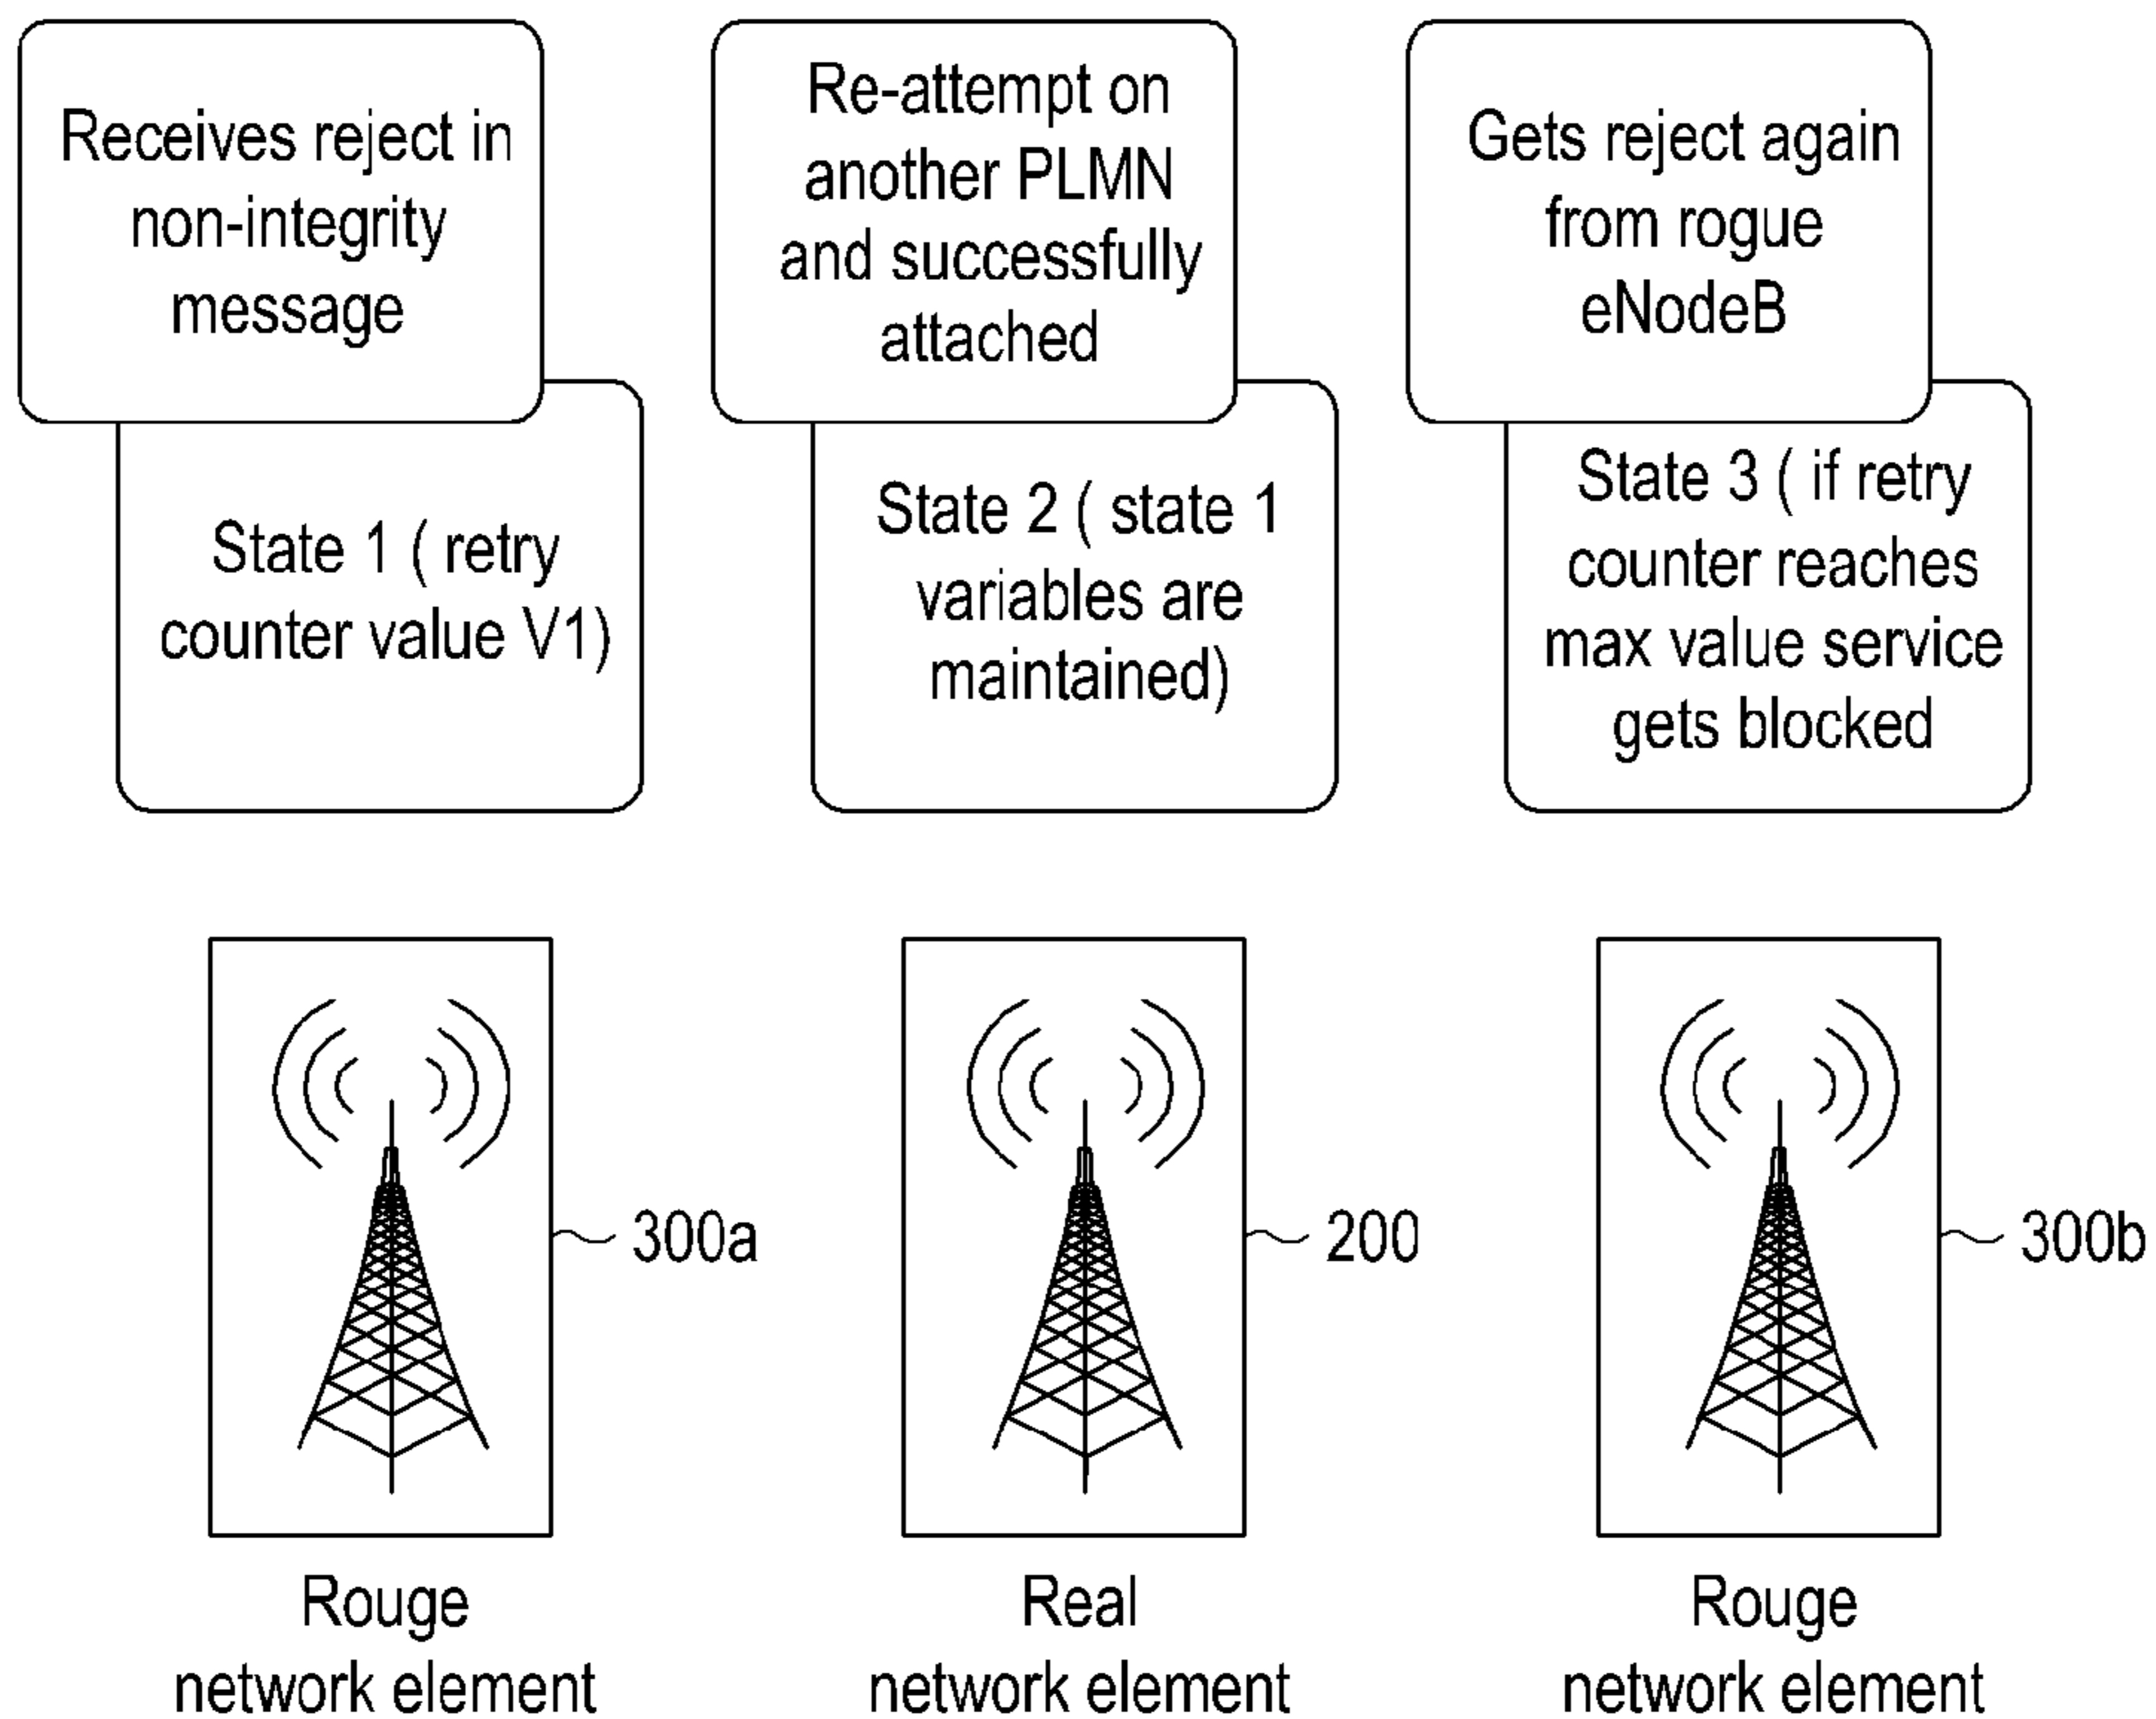 Receives reject in
non-integrity
message
State 1 ( retry
counter value V1)
Re-attempt on
another PLMN
and successfully
attached
State 2 ( state 1
variables are
maintained)
Gets reject again
from rogue
eNodeB
State 3 ( if retry
counter reaches
max value service
gets blocked
300a
200
300b
Rouge
network element
Real
network element
Rouge
network element